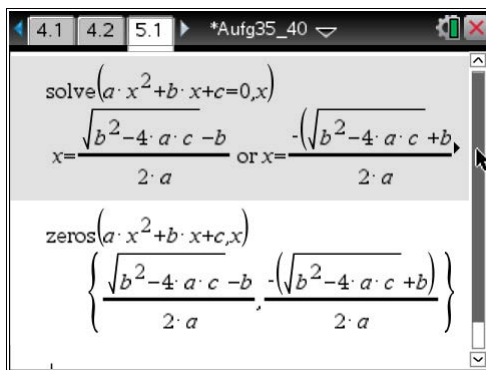 4.1 4.2 5.1 *Aufg35_40
solve(a·x²+b·x+c=0,x)
x=(√(b²-4·a·c)-b)/(2·a) or x=(-(√(b²-4·a·c)+b)/(2·a)
zeros(a·x²+b·x+c,x)
{(√(b²-4·a·c)-b)/(2·a),(-(√(b²-4·a·c)+b))/(2·a)}